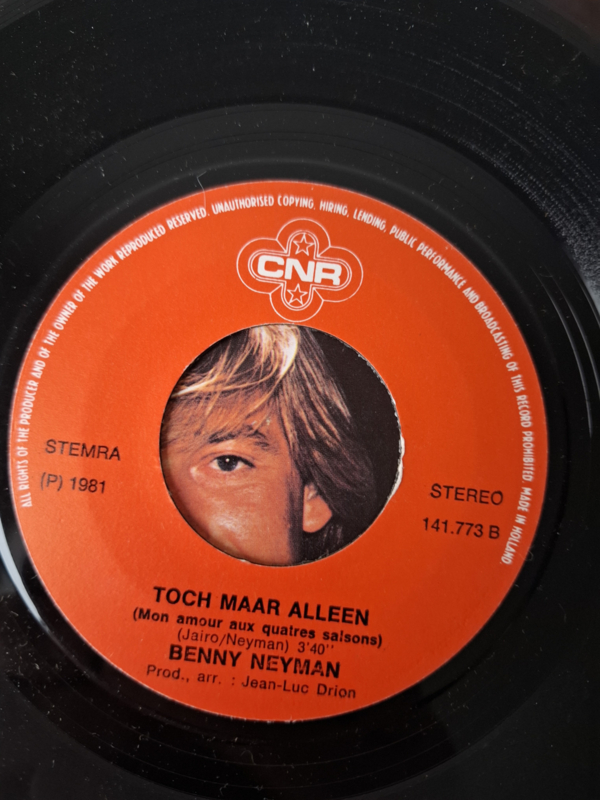 ALL RIGHTS OF THE PRODUCER AND OF THE OWNER OF THE WORK REPRODUCED RESERVED. UNAUTHORISED COPYING, HIRING, LENDING, PUBLIC PERFORMANCE AND BROADCASTING OF THIS RECORD PROHIBITED MADE IN HOLLAND
CNR
STEMRA
(P) 1981
STEREO
141.773 B
TOCH MAAR ALLEEN
(Mon amour aux quatres saisons)
(Jairo/Neyman) 3'40''
BENNY NEYMAN
Prod., arr. : Jean-Luc Drion